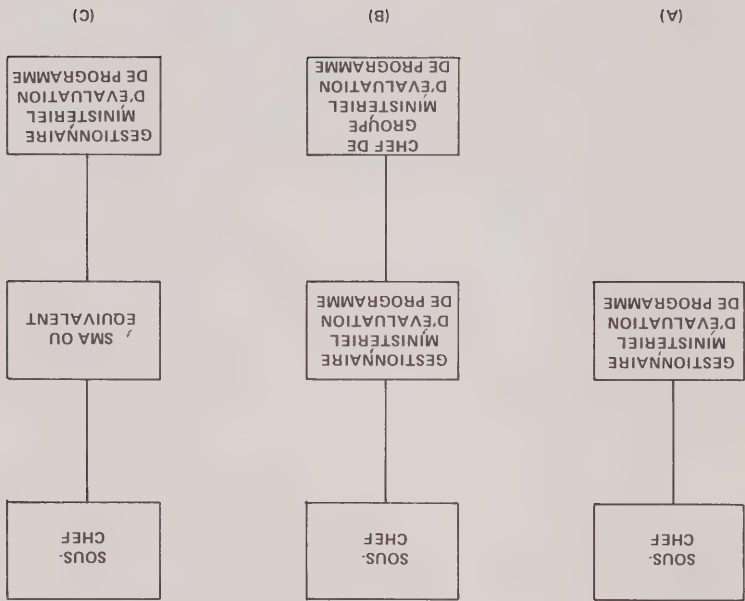 SOUS-
CHEF
GESTIONNAIRE
MINISTÉRIEL
D'ÉVALUATION
DE PROGRAMME
(A)
SOUS-
CHEF
GESTIONNAIRE
MINISTÉRIEL
D'ÉVALUATION
DE PROGRAMME
CHEF DE
GROUPE
MINISTÉRIEL
D'ÉVALUATION
DE PROGRAMME
(B)
SOUS-
CHEF
SMA OU
ÉQUIVALENT
GESTIONNAIRE
MINISTÉRIEL
D'ÉVALUATION
DE PROGRAMME
(C)